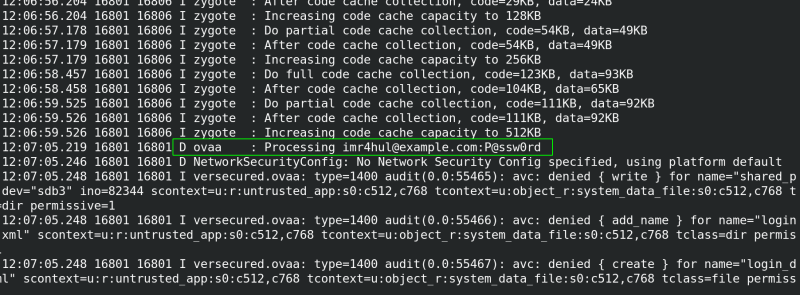 12:06:56.204 16801 16806 I zygote  : After code cache collection, code=29KB, data=24KB
12:06:56.204 16801 16806 I zygote  : Increasing code cache capacity to 128KB
12:06:57.178 16801 16806 I zygote  : Do partial code cache collection, code=54KB, data=49KB
12:06:57.179 16801 16806 I zygote  : After code cache collection, code=54KB, data=49KB
12:06:57.179 16801 16806 I zygote  : Increasing code cache capacity to 256KB
12:06:58.457 16801 16806 I zygote  : Do full code cache collection, code=123KB, data=93KB
12:06:58.458 16801 16806 I zygote  : After code cache collection, code=104KB, data=65KB
12:06:59.525 16801 16806 I zygote  : Do partial code cache collection, code=111KB, data=92KB
12:06:59.526 16801 16806 I zygote  : After code cache collection, code=111KB, data=92KB
12:06:59.526 16801 16806 I zygote  : Increasing code cache capacity to 512KB
12:07:05.219 16801 16801 D ovaa    : Processing imr4hul@example.com:P@ssw0rd
12:07:05.246 16801 16801 D NetworkSecurityConfig: No Network Security Config specified, using platform default
12:07:05.248 16801 16801 I versecured.ovaa: type=1400 audit(0.0:55465): avc: denied { write } for name="shared_p
dev="sdb3" ino=82344 scontext=u:r:untrusted_app:s0:c512,c768 tcontext=u:object_r:system_data_file:s0:c512,c768 t
=dir permissive=1
12:07:05.248 16801 16801 I versecured.ovaa: type=1400 audit(0.0:55466): avc: denied { add_name } for name="login
xml" scontext=u:r:untrusted_app:s0:c512,c768 tcontext=u:object_r:system_data_file:s0:c512,c768 tclass=dir permis
12:07:05.248 16801 16801 I versecured.ovaa: type=1400 audit(0.0:55467): avc: denied { create } for name="login_d
ml" scontext=u:r:untrusted_app:s0:c512,c768 tcontext=u:object_r:system_data_file:s0:c512,c768 tclass=file permiss